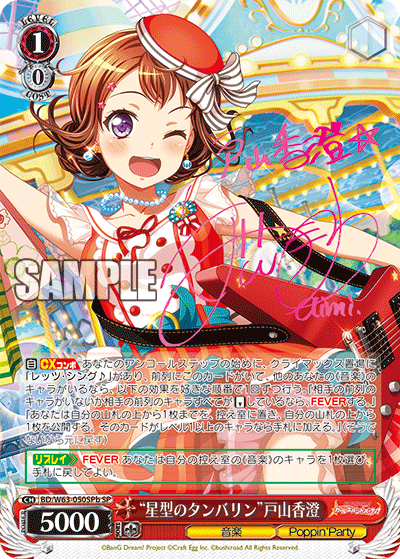 LEVEL
1
0
COST
戸山香澄☆
aimi.
SAMPLE
自 CXコンボ あなたのアンコールステップの始めに、クライマックス置場に
「レッツ・シング♪」があり、前列にこのカードがいて、他のあなたの《音楽》の
キャラがいるなら、以下の効果を好きな順番で1回ずつ行う。「相手の前列の
キャラがいないか相手の前列のキャラすべてが【】しているなら、FEVERする。」
「あなたは自分の山札の上から1枚までを、控え室に置き、自分の山札の上から
1枚を公開する。そのカードがレベル1以上のキャラなら手札に加える。」（そう
でないなら元に戻す）
リプレイ FEVER あなたは自分の控え室の《音楽》のキャラを1枚選び、
手札に戻してよい。
CH BD/W63-050SPb SP
5000
“星型のタンバリン”戸山香澄
音楽
Poppin'Party
©BanG Dream! Project ©Craft Egg Inc. ©bushiroad All Rights Reserved.